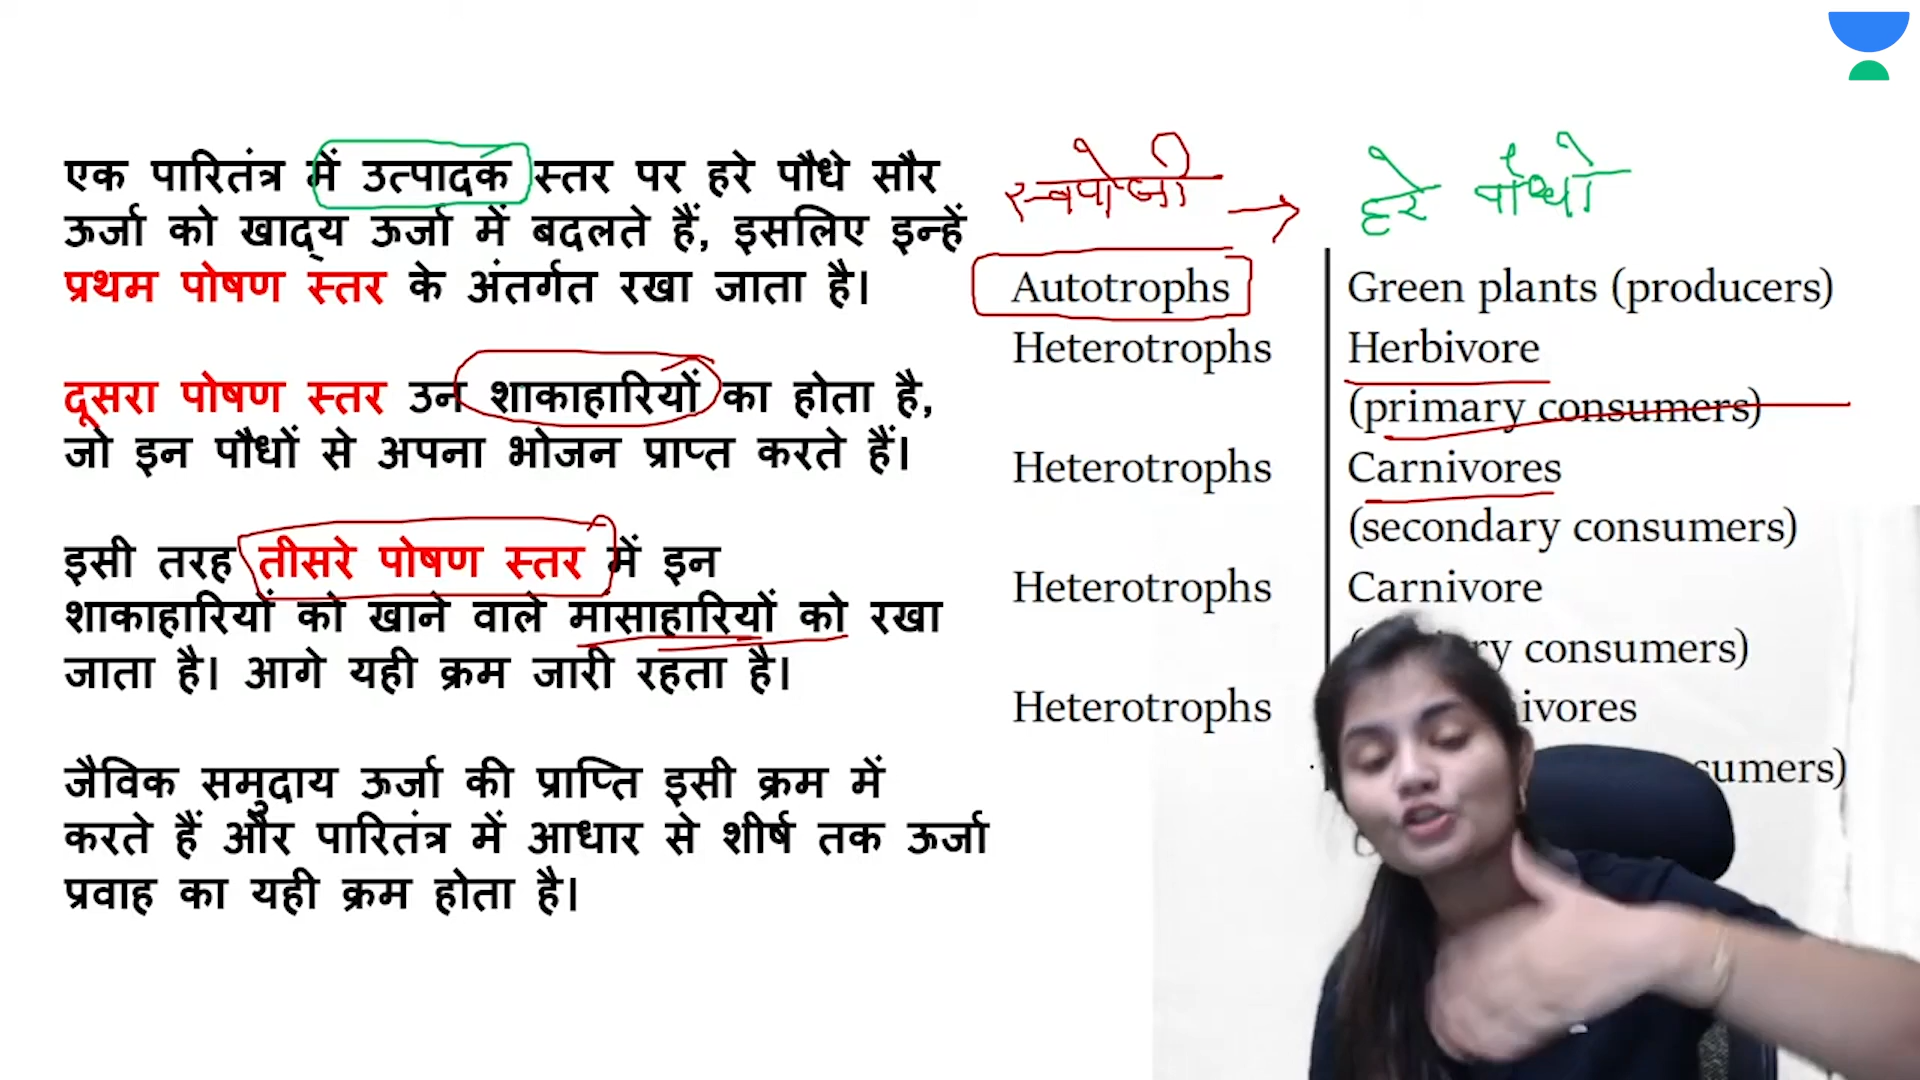 एक पारितंत्र में उत्पादक स्तर पर हरे पौधे सौर
ऊर्जा को खाद्य ऊर्जा में बदलते हैं, इसलिए इन्हें
प्रथम पोषण स्तर के अंतर्गत रखा जाता है।
दूसरा पोषण स्तर उन शाकाहारियों का होता है,
जो इन पौधों से अपना भोजन प्राप्त करते हैं।
इसी तरह तीसरे पोषण स्तर में इन
शाकाहारियों को खाने वाले मासाहारियों को रखा
जाता है। आगे यही क्रम जारी रहता है।
जैविक समुदाय ऊर्जा की प्राप्ति इसी क्रम में
करते हैं और पारितंत्र में आधार से शीर्ष तक ऊर्जा
प्रवाह का यही क्रम होता है।
स्वपोजी → हरे पौधो
Autotrophs Green plants (producers)
Heterotrophs Herbivore
(primary consumers)
Heterotrophs Carnivores
(secondary consumers)
Heterotrophs Carnivore
consumers)
Heterotrophs